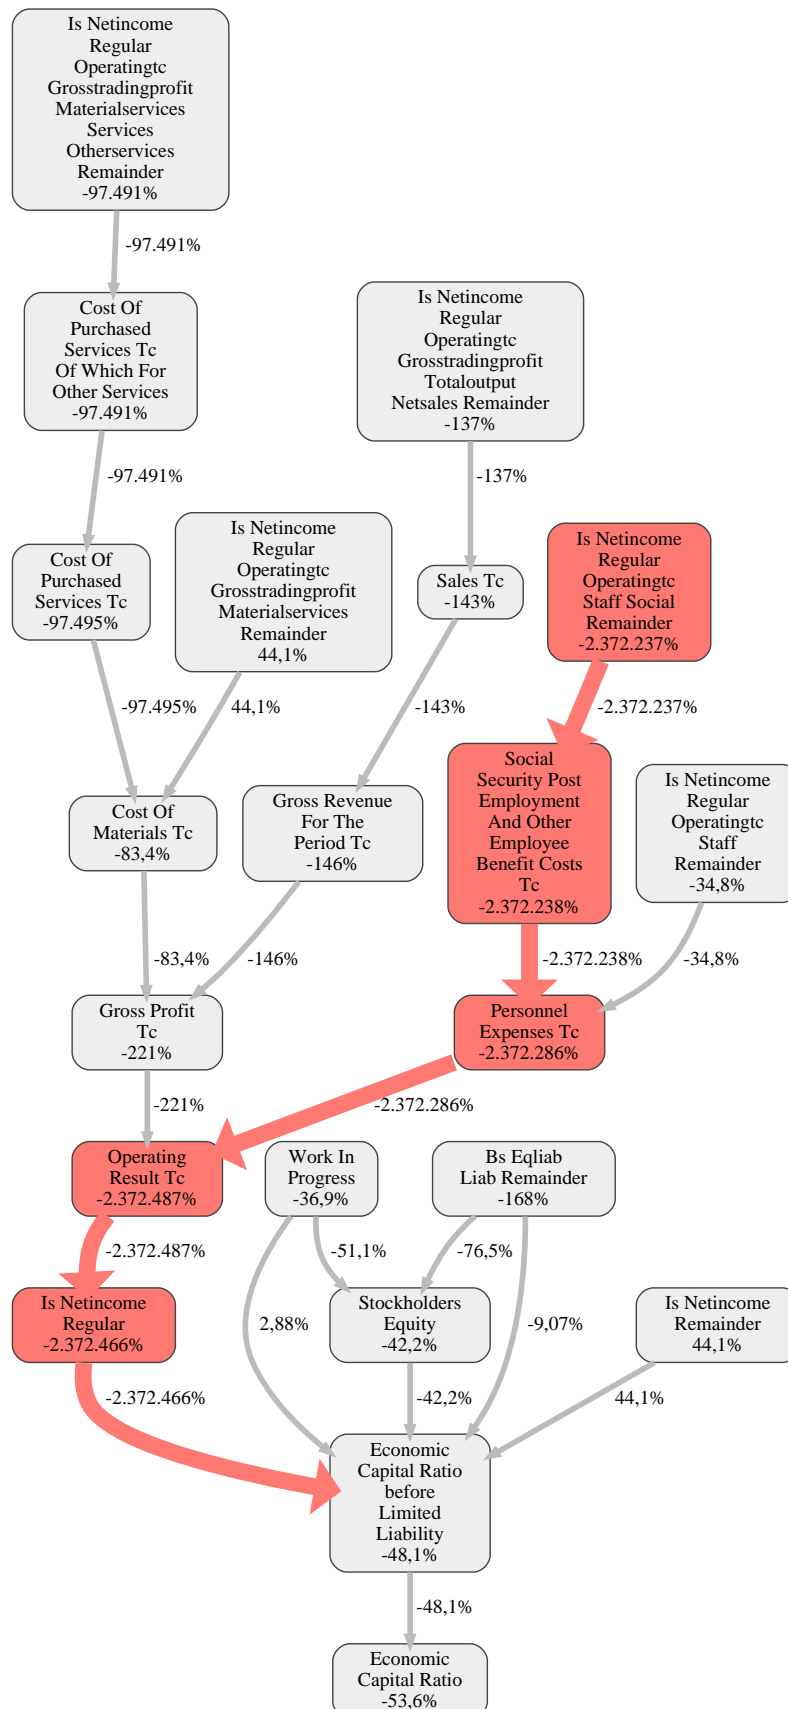 Is Netincome
Regular
Operatingtc
Grosstradingprofit
Materialservices
Services
Otherservices
Remainder
-97.491%
-97.491%
Cost Of
Purchased
Services Tc
Of Which For
Other Services
-97.491%
Is Netincome
Regular
Operatingtc
Grosstradingprofit
Totaloutput
Netsales Remainder
-137%
-97.491%
-137%
Cost Of
Purchased
Services Tc
-97.495%
Is Netincome
Regular
Operatingtc
Grosstradingprofit
Materialservices
Remainder
44,1%
Sales Tc
-143%
Is Netincome
Regular
Operatingtc
Staff Social
Remainder
-2.372.237%
-97.495%
44,1%
-143%
-2.372.237%
Cost Of
Materials Tc
-83,4%
Gross Revenue
For The
Period Tc
-146%
Social
Security Post
Employment
And Other
Employee
Benefit Costs
Tc
-2.372.238%
Is Netincome
Regular
Operatingtc
Staff
Remainder
-34,8%
-83,4%
-146%
-2.372.238%
-34,8%
Gross Profit
Tc
-221%
Personnel
Expenses Tc
-2.372.286%
-221%
-2.372.286%
Operating
Result Tc
-2.372.487%
Work In
Progress
-36,9%
Bs Eqliab
Liab Remainder
-168%
-2.372.487%
-51,1%
-76,5%
Is Netincome
Regular
-2.372.466%
2,88%
Stockholders
Equity
-42,2%
-9,07%
Is Netincome
Remainder
44,1%
-2.372.466%
-42,2%
44,1%
Economic
Capital Ratio
before
Limited
Liability
-48,1%
-48,1%
Economic
Capital Ratio
-53,6%